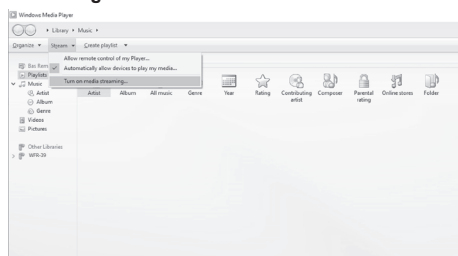 Windows Media Player
Library ▸ Music ▸
Organize ▾ Stream ▾ Create playlist ▾
Allow remote control of my Player...
Automatically allow devices to play my media...
Turn on media streaming...
Playlists
Music
Artist
Album
Genre
Videos
Pictures
Other Libraries
WFR-39
Artist Album All music Genre Year Rating Contributing artist Composer Parental rating Online stores Folder